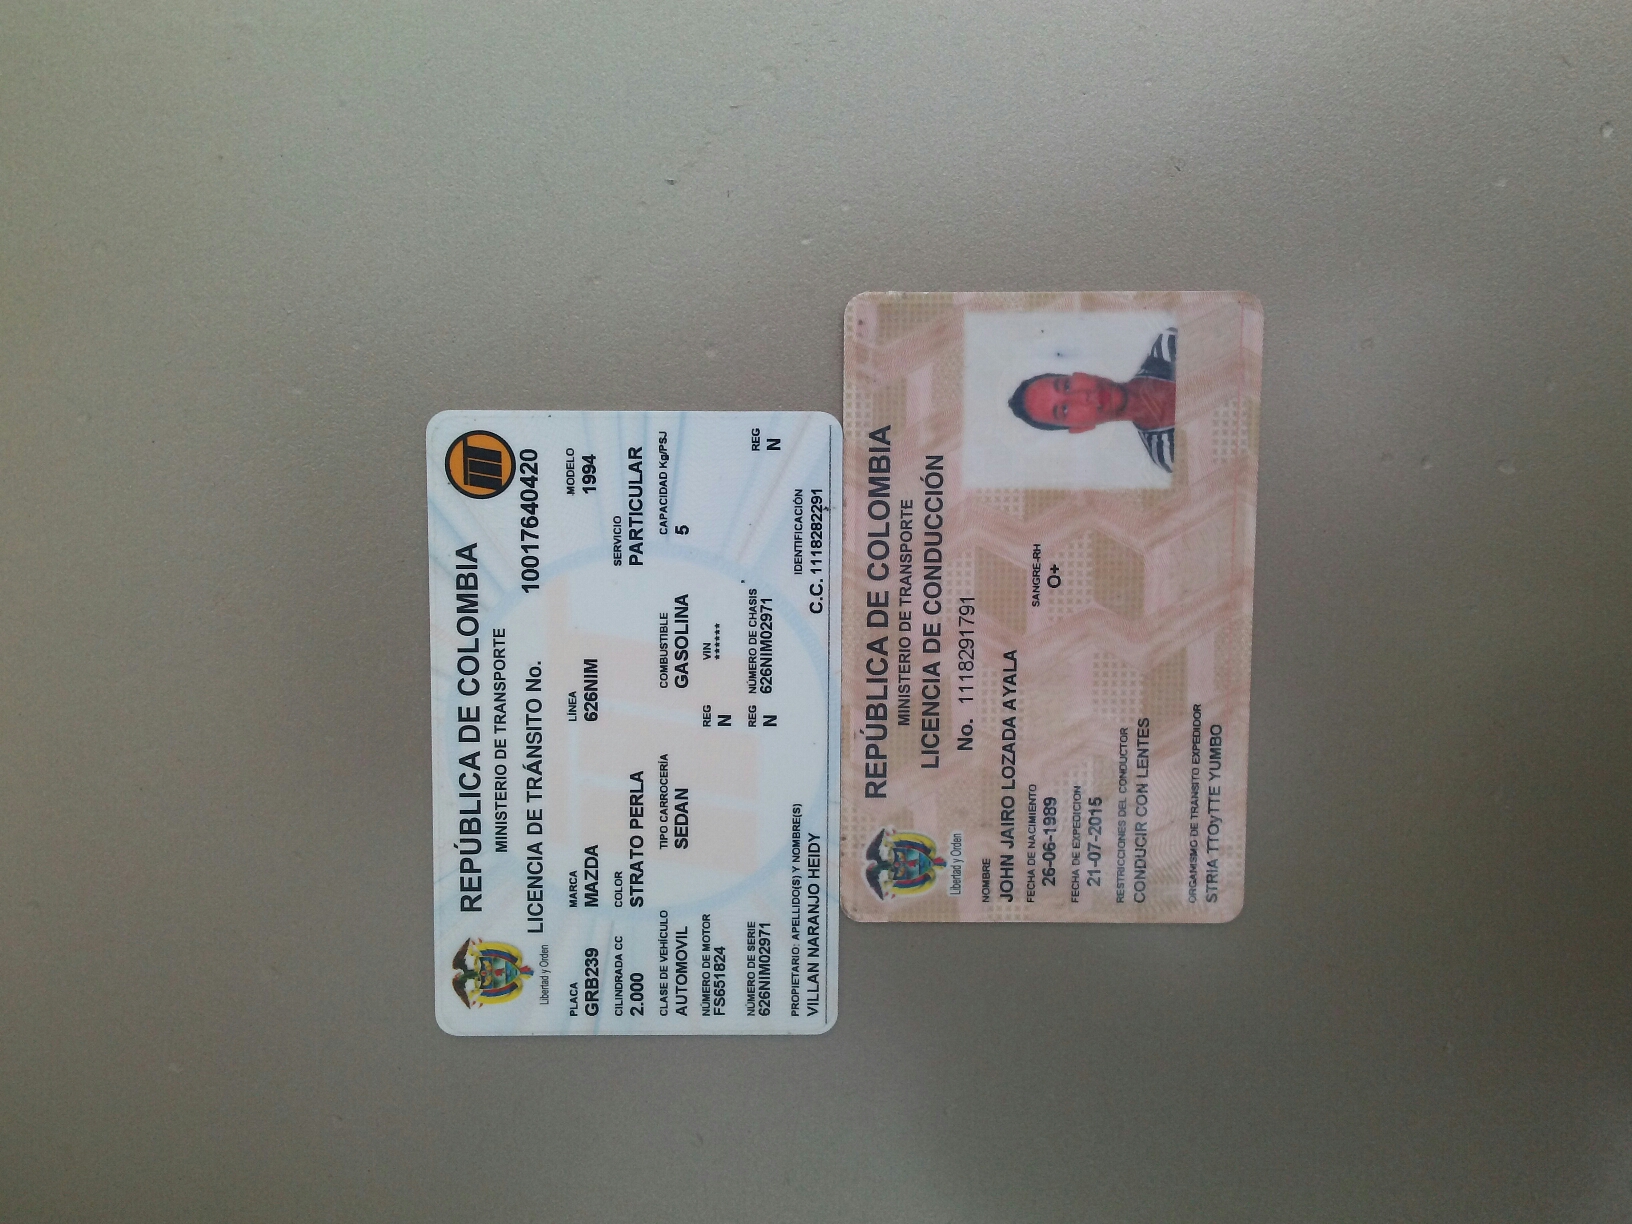 REPÚBLICA DE COLOMBIA
MINISTERIO DE TRANSPORTE
Libertad y Orden
LICENCIA DE TRÁNSITO No. 10017640420
PLACA MARCA LÍNEA MODELO
GRB239 MAZDA 626NIM 1994
CILINDRADA CC COLOR SERVICIO
2.000 STRATO PERLA PARTICULAR
CLASE DE VEHÍCULO TIPO CARROCERÍA COMBUSTIBLE CAPACIDAD Kg/PSJ
AUTOMOVIL SEDAN GASOLINA 5
NÚMERO DE MOTOR REG VIN
FS651824 N ******
NÚMERO DE SERIE REG NÚMERO DE CHASIS REG
626NIM02971 N 626NIM02971 N
PROPIETARIO: APELLIDO(S) Y NOMBRE(S) IDENTIFICACIÓN
VILLAN NARANJO HEIDY C.C. 1118282291
REPÚBLICA DE COLOMBIA
MINISTERIO DE TRANSPORTE
LICENCIA DE CONDUCCIÓN
Libertad y Orden
No. 1118291791
NOMBRE
JOHN JAIRO LOZADA AYALA
FECHA DE NACIMIENTO SANGRE-RH
26-06-1989 O+
FECHA DE EXPEDICION
21-07-2015
RESTRICCIONES DEL CONDUCTOR
CONDUCIR CON LENTES
ORGANISMO DE TRANSITO EXPEDIDOR
STRIA TTOyTTE YUMBO